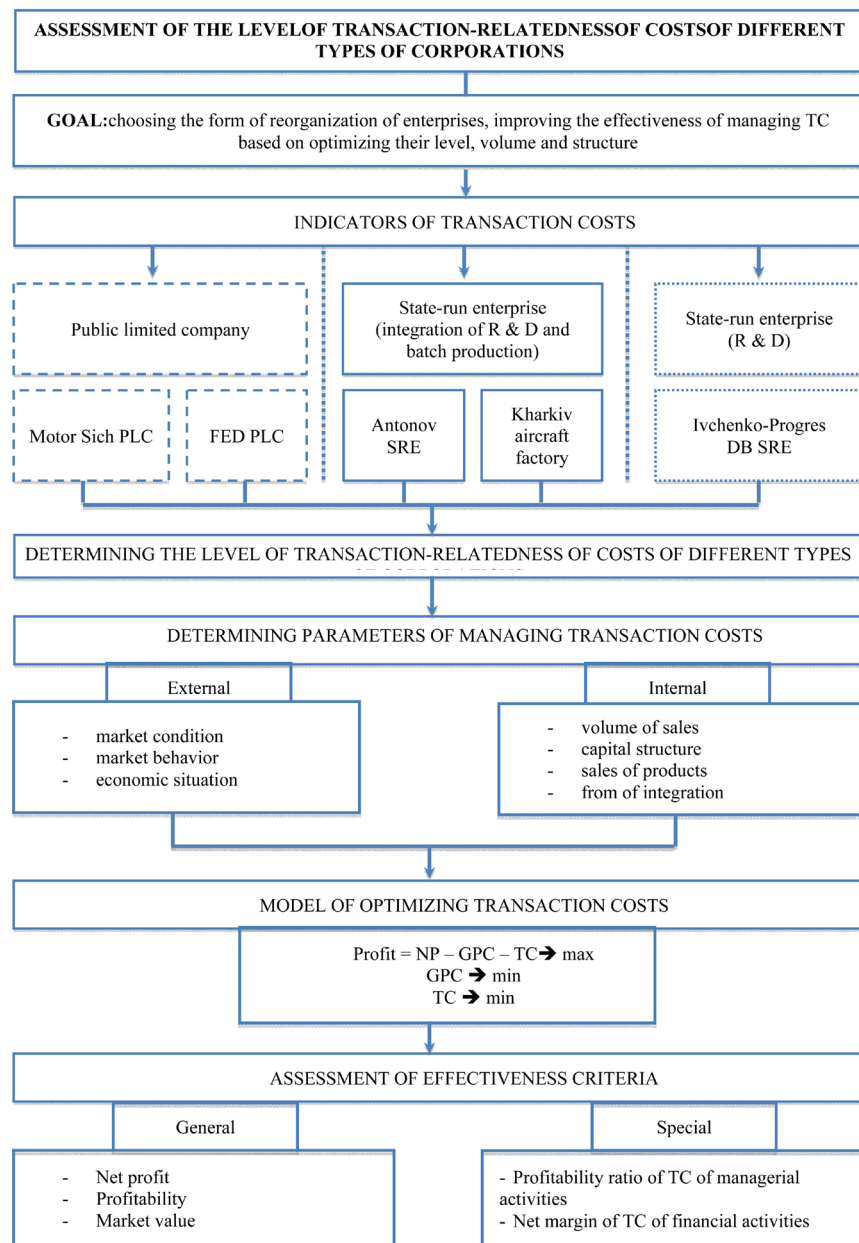 ASSESSMENT OF THE LEVELOF TRANSACTION-RELATEDNESSOF COSTSOF DIFFERENT
TYPES OF CORPORATIONS
GOAL:choosing the form of reorganization of enterprises, improving the effectiveness of managing TC
based on optimizing their level, volume and structure
INDICATORS OF TRANSACTION COSTS
Public limited company
State-run enterprise
(integration of R & D and
batch production)
State-run enterprise
(R & D)
Motor Sich PLC
FED PLC
Antonov
SRE
Kharkiv
aircraft
factory
Ivchenko-Progres
DB SRE
DETERMINING THE LEVEL OF TRANSACTION-RELATEDNESS OF COSTS OF DIFFERENT TYPES
DETERMINING PARAMETERS OF MANAGING TRANSACTION COSTS
External
- market condition
- market behavior
- economic situation
Internal
- volume of sales
- capital structure
- sales of products
- from of integration
MODEL OF OPTIMIZING TRANSACTION COSTS
Profit = NP – GPC – TC➔ max
GPC ➔ min
TC ➔ min
ASSESSMENT OF EFFECTIVENESS CRITERIA
General
- Net profit
- Profitability
- Market value
Special
- Profitability ratio of TC of managerial
activities
- Net margin of TC of financial activities